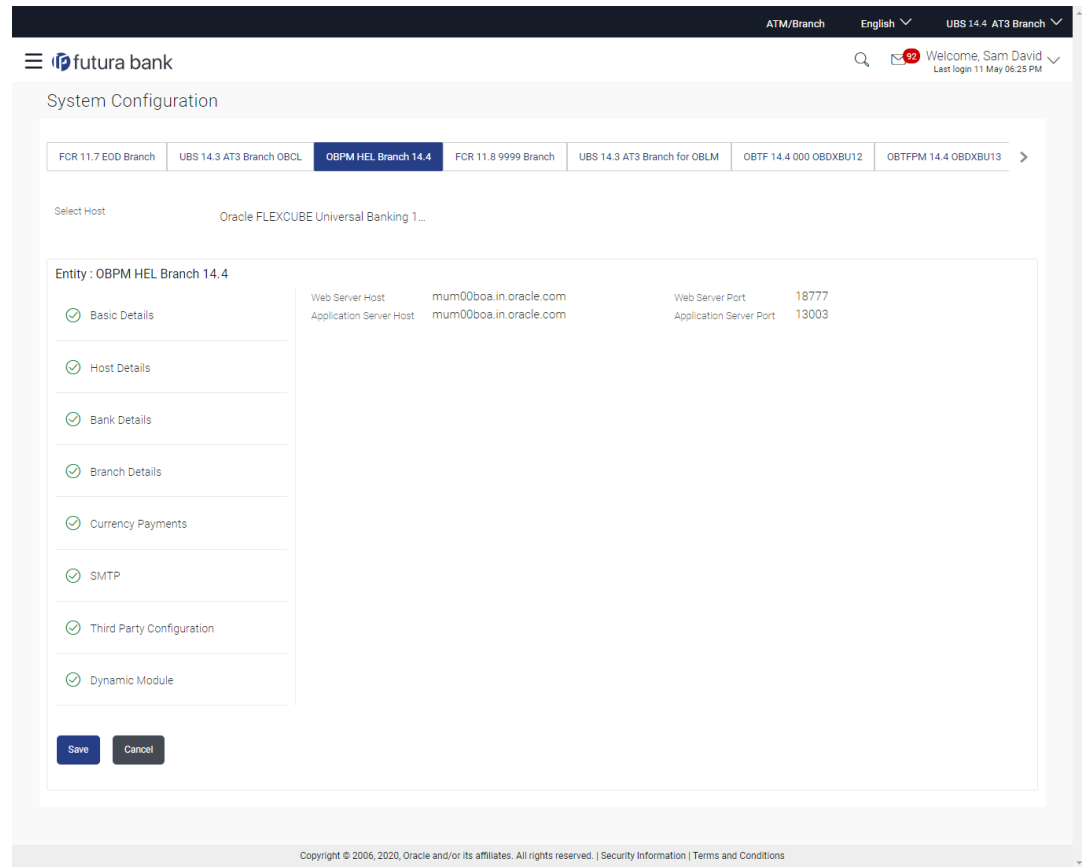 ATM/Branch English UBS 14.4 AT3 Branch
futura bank 92 Welcome, Sam David
Last login 11 May 06:25 PM
System Configuration
FCR 11.7 EOD Branch UBS 14.3 AT3 Branch OBCL OBPM HEL Branch 14.4 FCR 11.8 9999 Branch UBS 14.3 AT3 Branch for OBLM OBTF 14.4 000 OBDXBU12 OBTFPM 14.4 OBDXBU13
Select Host Oracle FLEXCUBE Universal Banking 1...
Entity : OBPM HEL Branch 14.4
Web Server Host mum00boa.in.oracle.com Web Server Port 18777
Application Server Host mum00boa.in.oracle.com Application Server Port 13003
Basic Details
Host Details
Bank Details
Branch Details
Currency Payments
SMTP
Third Party Configuration
Dynamic Module
Save Cancel
Copyright © 2006, 2020, Oracle and/or its affiliates. All rights reserved. | Security Information | Terms and Conditions